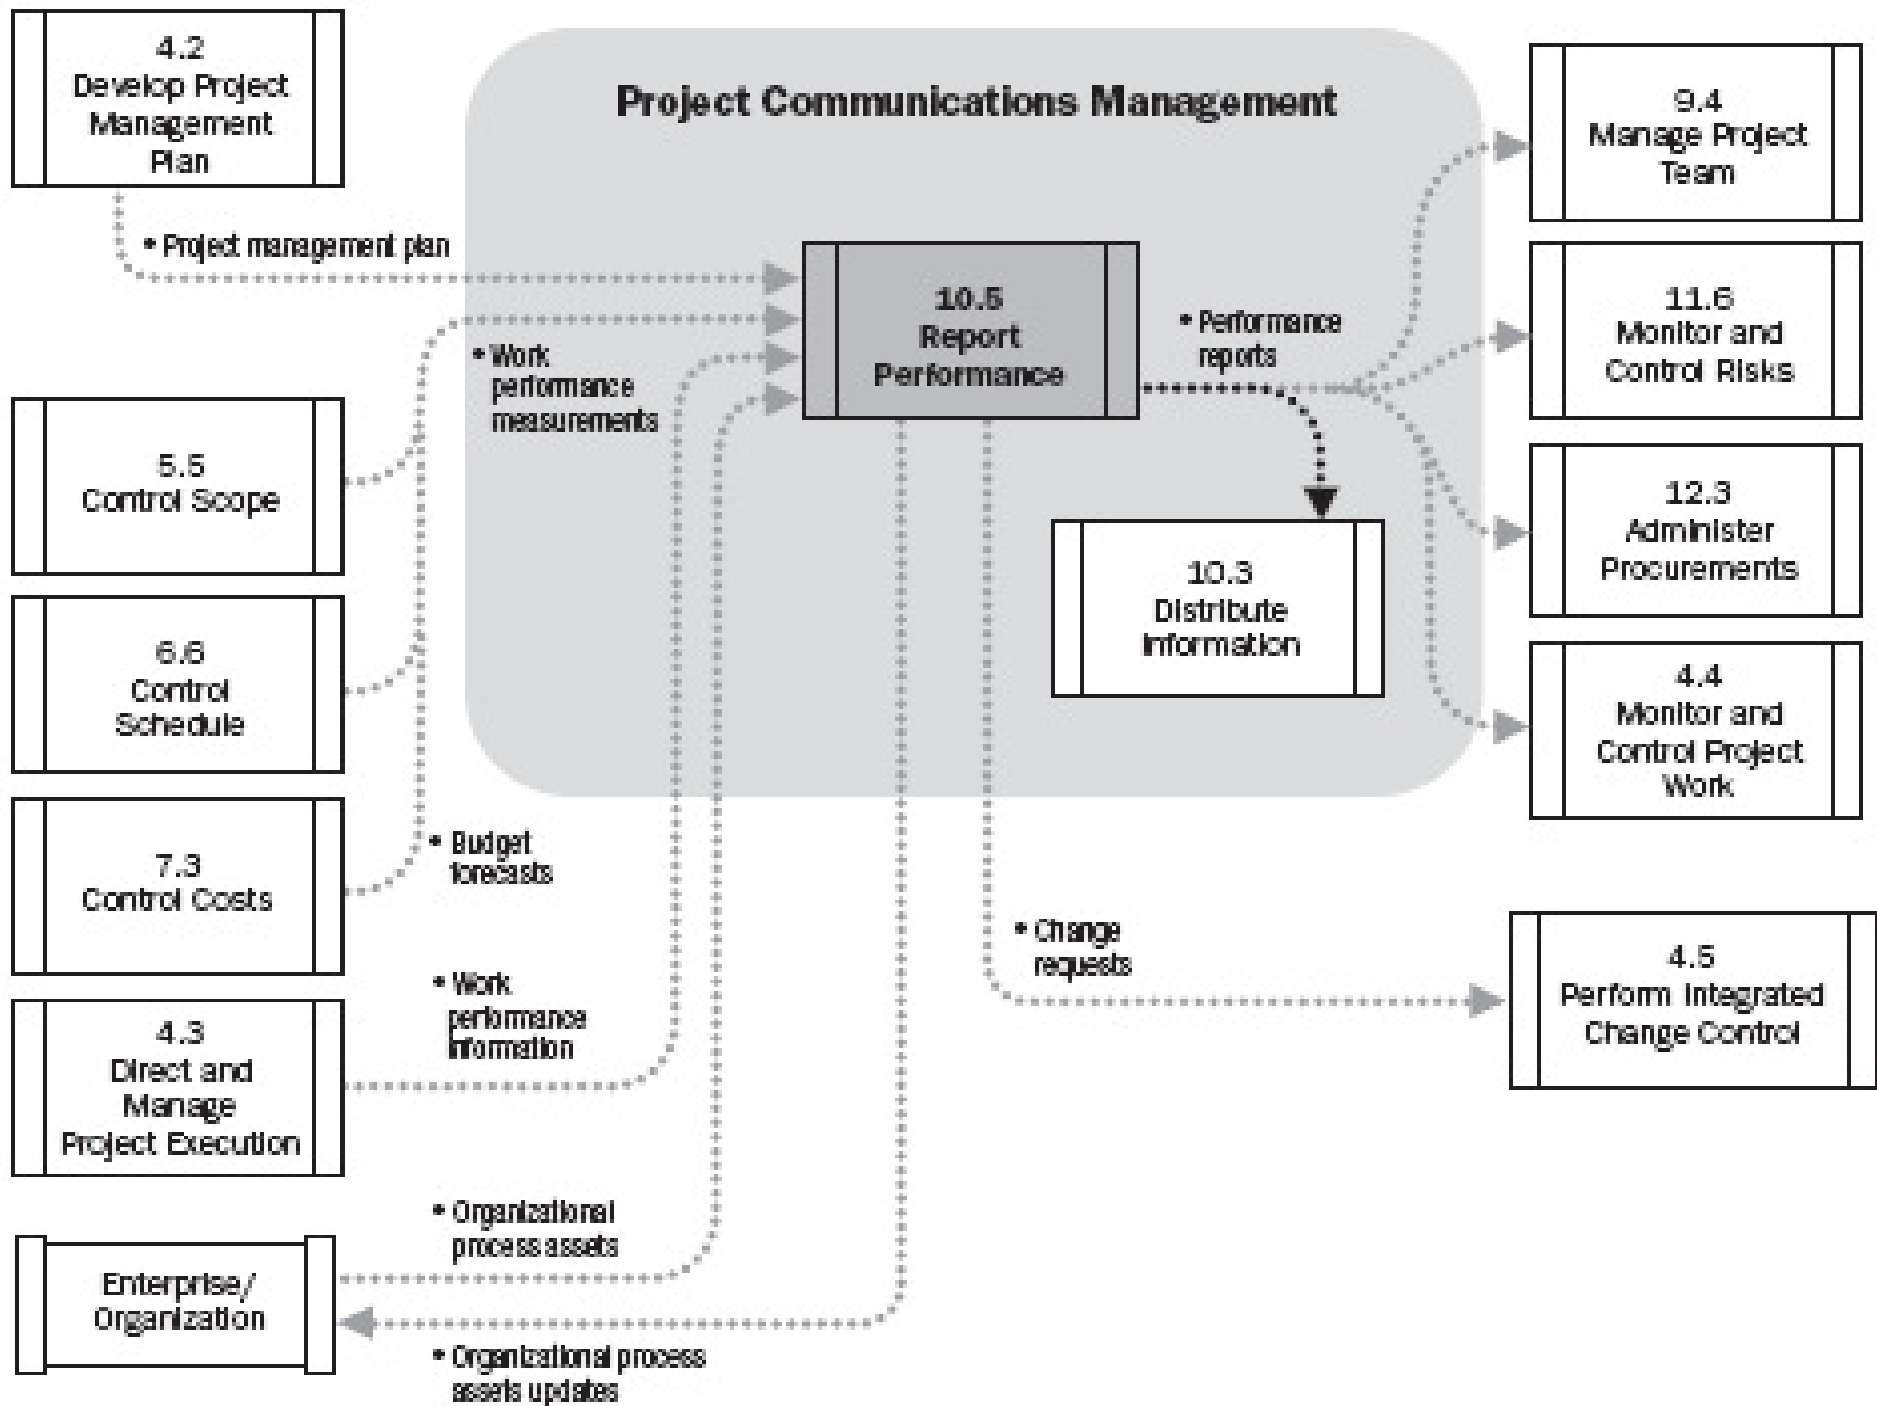 4.2
Develop Project
Management
Plan
• Project management plan
5.5
Control Scope
6.6
Control
Schedule
7.3
Control Costs
4.3
Direct and
Manage
Project Execution
Enterprise/
Organization
Project Communications Management
• Work
performance
measurements
• Budget
forecasts
• Work
performance
information
• Organizational
process assets
• Organizational process
assets updates
10.5
Report
Performance
• Performance
reports
10.3
Distribute
Information
• Change
requests
9.4
Manage Project
Team
11.6
Monitor and
Control Risks
12.3
Administer
Procurements
4.4
Monitor and
Control Project
Work
4.5
Perform Integrated
Change Control